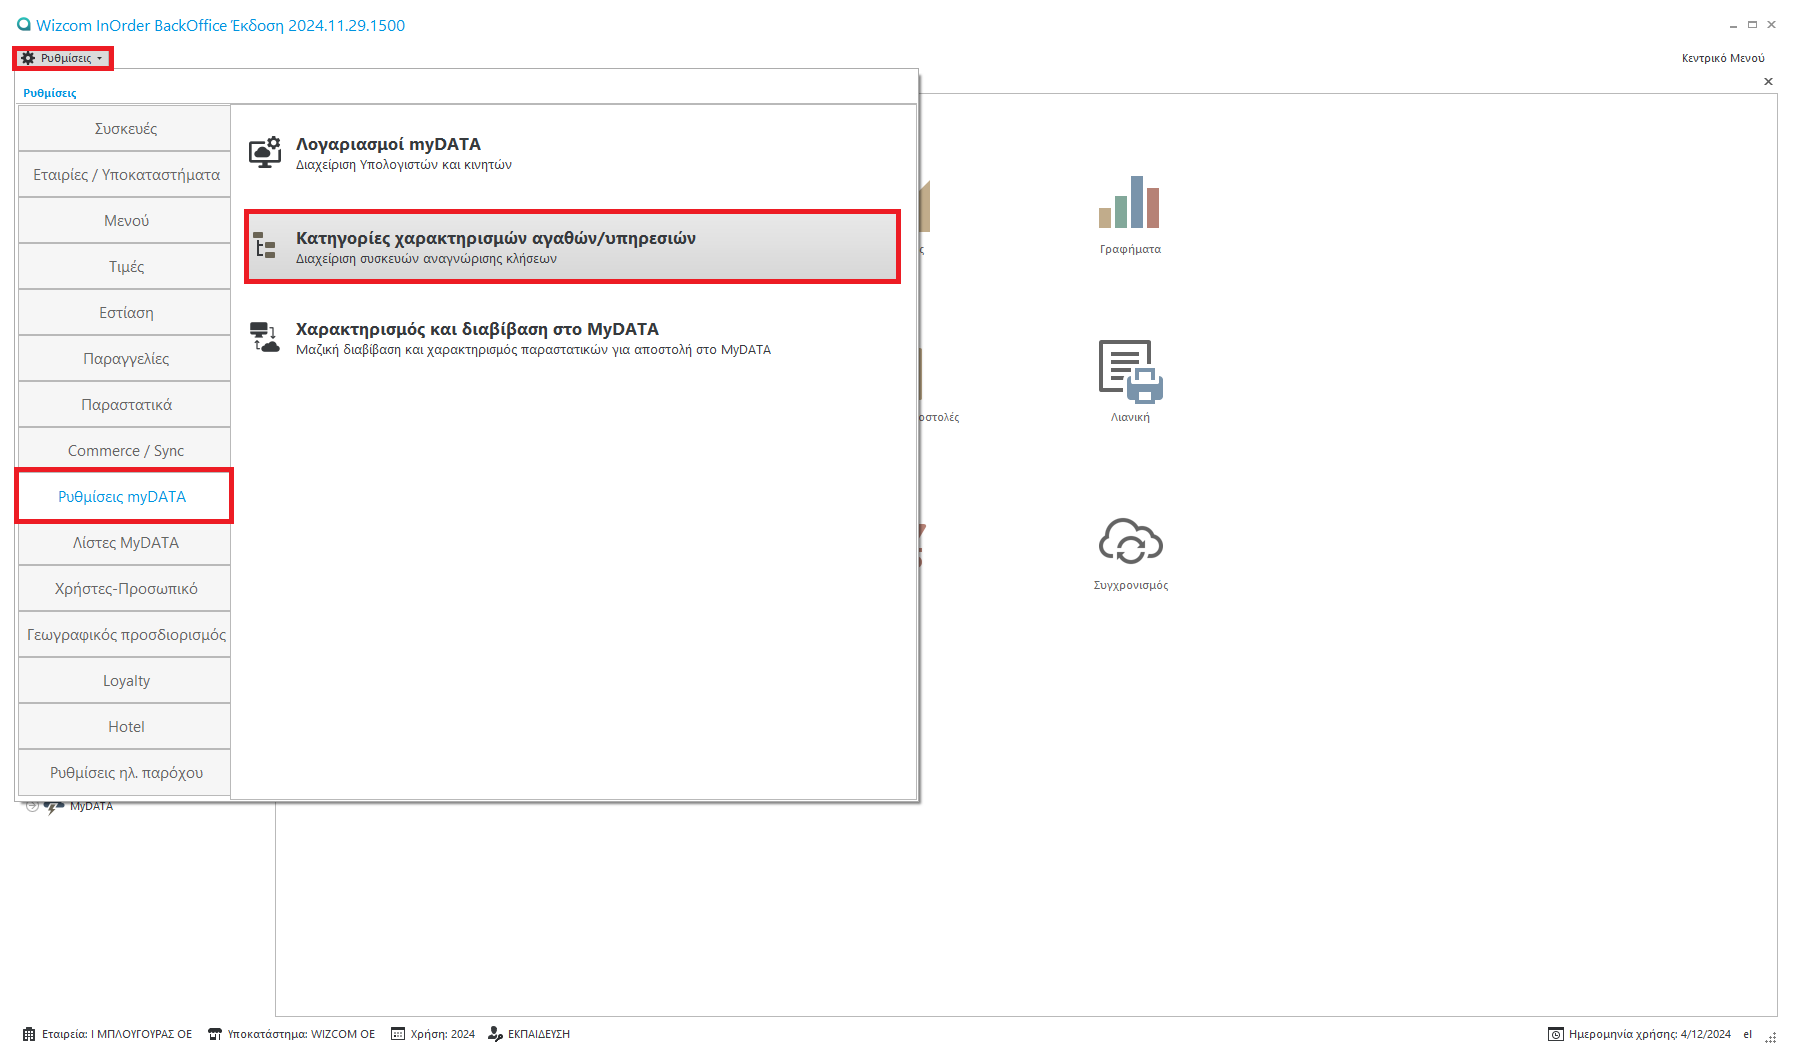 Wizcom InOrder BackOffice Έκδοση 2024.11.29.1500
Ρυθμίσεις
Κεντρικό Μενού
Ρυθμίσεις
Συσκευές
Εταιρίες / Υποκαταστήματα
Μενού
Τιμές
Εστίαση
Παραγγελίες
Παραστατικά
Commerce / Sync
Ρυθμίσεις myDATA
Λίστες MyDATA
Χρήστες-Προσωπικό
Γεωγραφικός προσδιορισμός
Loyalty
Hotel
Ρυθμίσεις ηλ. παρόχου
Λογαριασμοί myDATA
Διαχείριση Υπολογιστών και κινητών
Κατηγορίες χαρακτηρισμών αγαθών/υπηρεσιών
Διαχείριση συσκευών αναγνώρισης κλήσεων
Χαρακτηρισμός και διαβίβαση στο MyDATA
Μαζική διαβίβαση και χαρακτηρισμός παραστατικών για αποστολή στο MyDATA
ς
Γραφήματα
οστολές
Λιανική
Συγχρονισμός
MyDATA
Εταιρεία: Ι ΜΠΛΟΥΓΟΥΡΑΣ ΟΕ
Υποκατάστημα: WIZCOM ΟΕ
Χρήση: 2024
ΕΚΠΑΙΔΕΥΣΗ
Ημερομηνία χρήσης: 4/12/2024
el